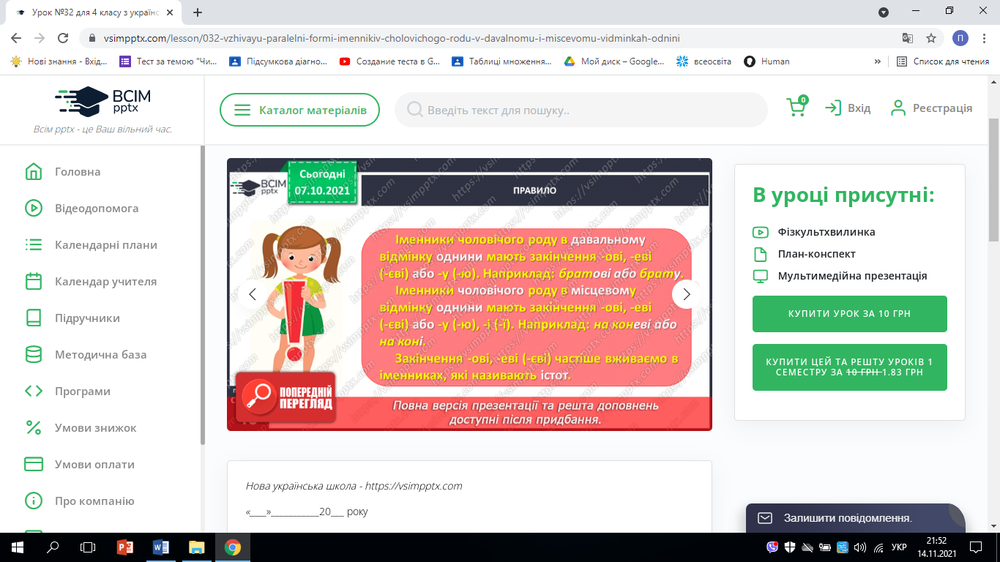 Урок №32 для 4 класу з українс
vsimpptx.com/lesson/032-vzhivayu-paralelni-formi-imennikiv-cholovichogo-rodu-v-davalnomu-i-miscevomu-vidminkah-odnini
П
Нові знання - Вхід...
Тест за темою "Чи...
Підсумкова діагно...
Создание теста в G...
Таблиці множення...
Мой диск – Google...
всеосвіта
Human
»
Список для чтения
ВСІМ
pptx
Всім pptx - це Ваш вільний час.
Каталог матеріалів
Введіть текст для пошуку..
0
Вхід
Реєстрація
Головна
Відеодопомога
Календарні плани
Календар учителя
Підручники
Методична база
Програми
Умови знижок
Умови оплати
Про компанію
ВСІМ
pptx
Сьогодні
07.10.2021
ПРАВИЛО
https://vsimpptx.com
Іменники чоловічого роду в давальному
відмінку однини мають закінчення -ові, -еві
(-єві) або -у (-ю). Наприклад: братові або брату.
Іменники чоловічого роду в місцевому
відмінку однини мають закінчення -ові, -еві
(-єві) або -у (-ю), -і (-ї). Наприклад: на коневі або
на коні.
Закінчення -ові, -еві (-єві) частіше вживаємо в
іменниках, які називають істот.
ПОПЕРЕДНІЙ
ПЕРЕГЛЯД
Повна версія презентації та решта доповнень
доступні після придбання.
В уроці присутні:
Фізкультхвилинка
План-конспект
Мультимедійна презентація
КУПИТИ УРОК ЗА 10 ГРН
КУПИТИ ЦЕЙ ТА РЕШТУ УРОКІВ 1
СЕМЕСТРУ ЗА 10 ГРН 1.83 ГРН
Нова українська школа - https://vsimpptx.com
«____»___________20___ року
Залишити повідомлення.
УКР
21:52
14.11.2021